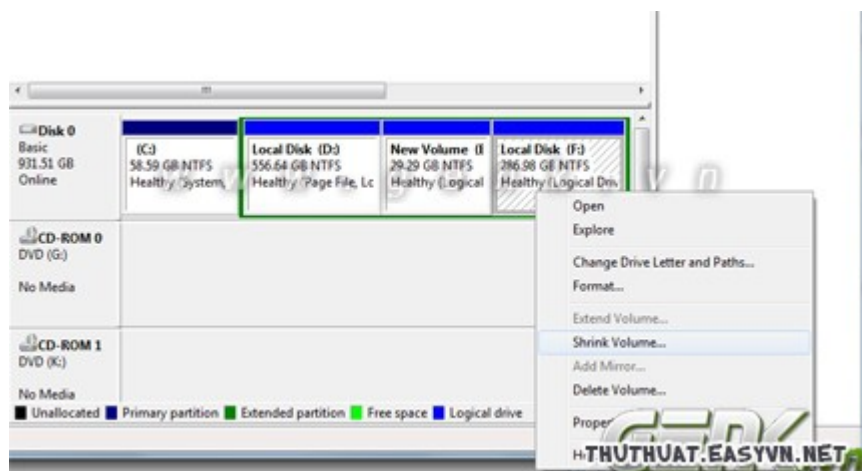 Disk 0
Basic
931.51 GB
Online
(C:)
58.59 GB NTFS
Healthy (System,
Local Disk (D:)
556.64 GB NTFS
Healthy (Page File, Lc
New Volume (I
29.29 GB NTFS
Healthy (Logical
Local Disk (F:)
286.98 GB NTFS
Healthy (Logical Driv
Open
Explore
Change Drive Letter and Paths...
Format...
Extend Volume...
Shrink Volume...
Add Mirror...
Delete Volume...
CD-ROM 0
DVD (G:)
No Media
CD-ROM 1
DVD (K:)
No Media
Unallocated Primary partition Extended partition Free space Logical drive
THUTHUAT.EASYVN.NET